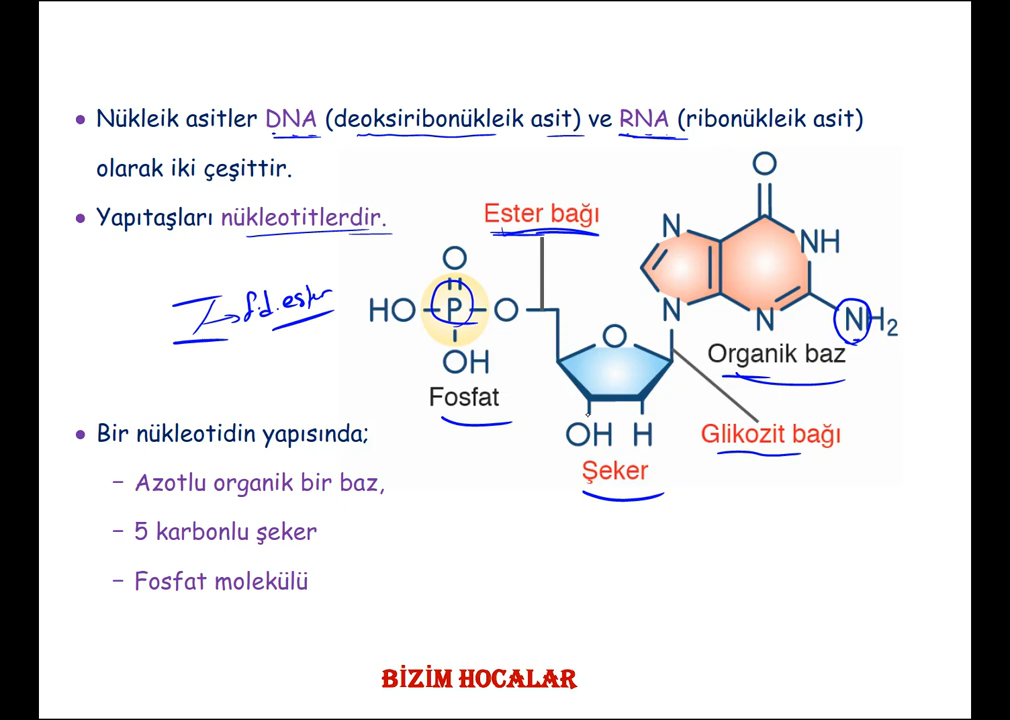 • Nükleik asitler DNA (deoksiribonükleik asit) ve RNA (ribonükleik asit)
olarak iki çeşittir.
• Yapıtaşları nükleotitlerdir.
Ester bağı
O
HO P O
OH
Fosfat
O
N NH
N N NH2
Organik baz
O
OH H
Şeker
Glikozit bağı
• Bir nükleotidin yapısında;
– Azotlu organik bir baz,
– 5 karbonlu şeker
– Fosfat molekülü
BİZİM HOCALAR